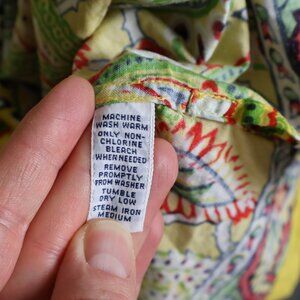 MACHINE
WASH WARM
ONLY NON-
CHLORINE
BLEACH
WHEN NEEDED
REMOVE
PROMPTLY
FROM WASHER
TUMBLE
DRY LOW
STEAM IRON
MEDIUM